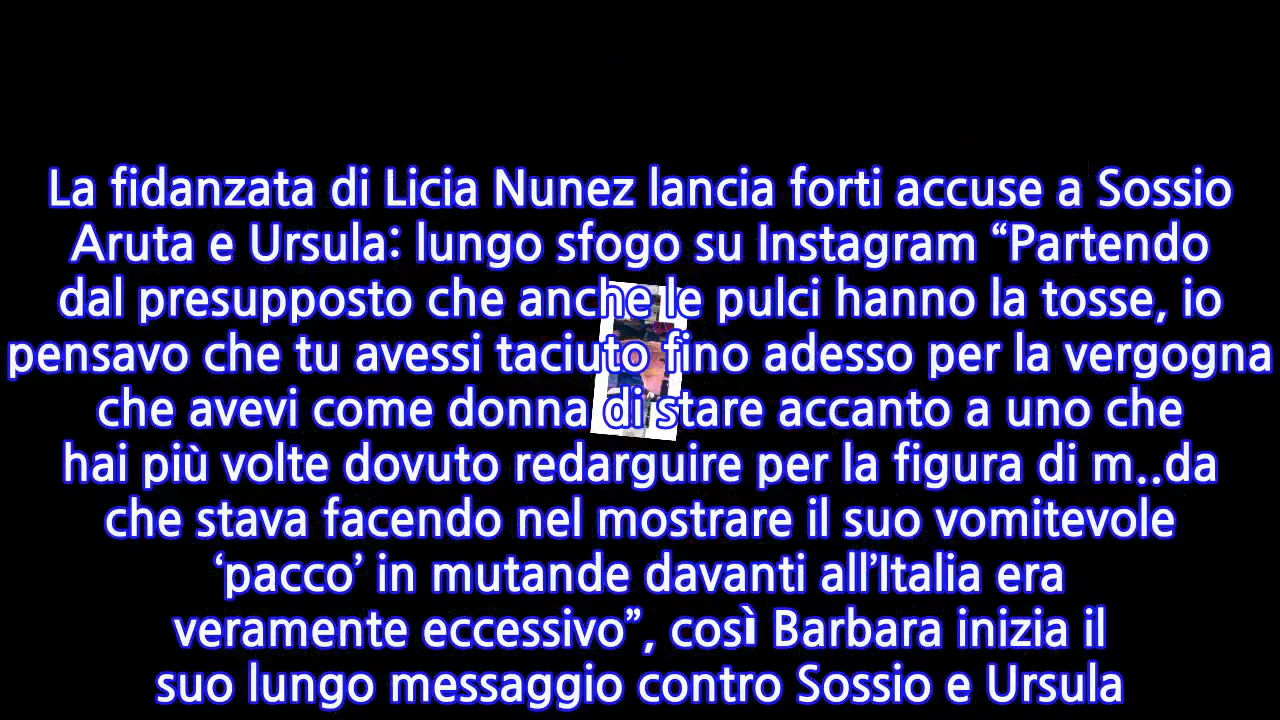 La fidanzata di Licia Nunez lancia forti accuse a Sossio
Aruta e Ursula: lungo sfogo su Instagram “Partendo
dal presupposto che anche le pulci hanno la tosse, io
pensavo che tu avessi taciuto fino adesso per la vergogna
che avevi come donna di stare accanto a uno che
hai più volte dovuto redarguire per la figura di m..da
che stava facendo nel mostrare il suo vomitevole
‘pacco’ in mutande davanti all’Italia era
veramente eccessivo”, così Barbara inizia il
suo lungo messaggio contro Sossio e Ursula